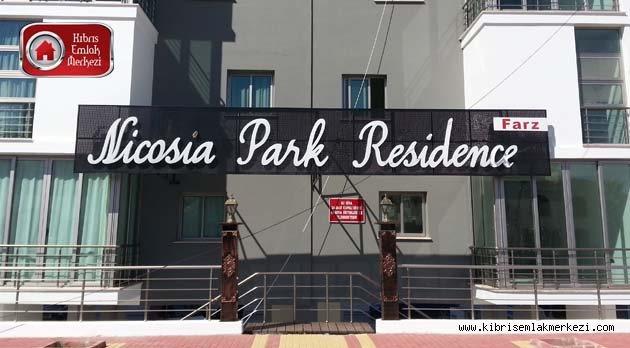 Kıbrıs
Emlak
Merkezi
Nicosia Park Residence
Farz
www.kibrisemlakmerkezi.com